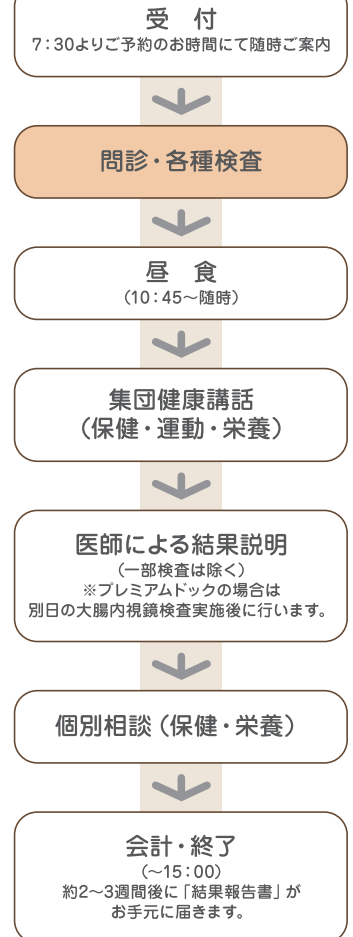 受　付
7：30よりご予約のお時間にて随時ご案内
問診・各種検査
昼　食
（10：45～随時）
集団健康講話
（保健・運動・栄養）
医師による結果説明
（一部検査は除く）
※プレミアムドックの場合は
別日の大腸内視鏡検査実施後に行います。
個別相談（保健・栄養）
会計・終了
（～15：00）
約2～3週間後に「結果報告書」が
お手元に届きます。